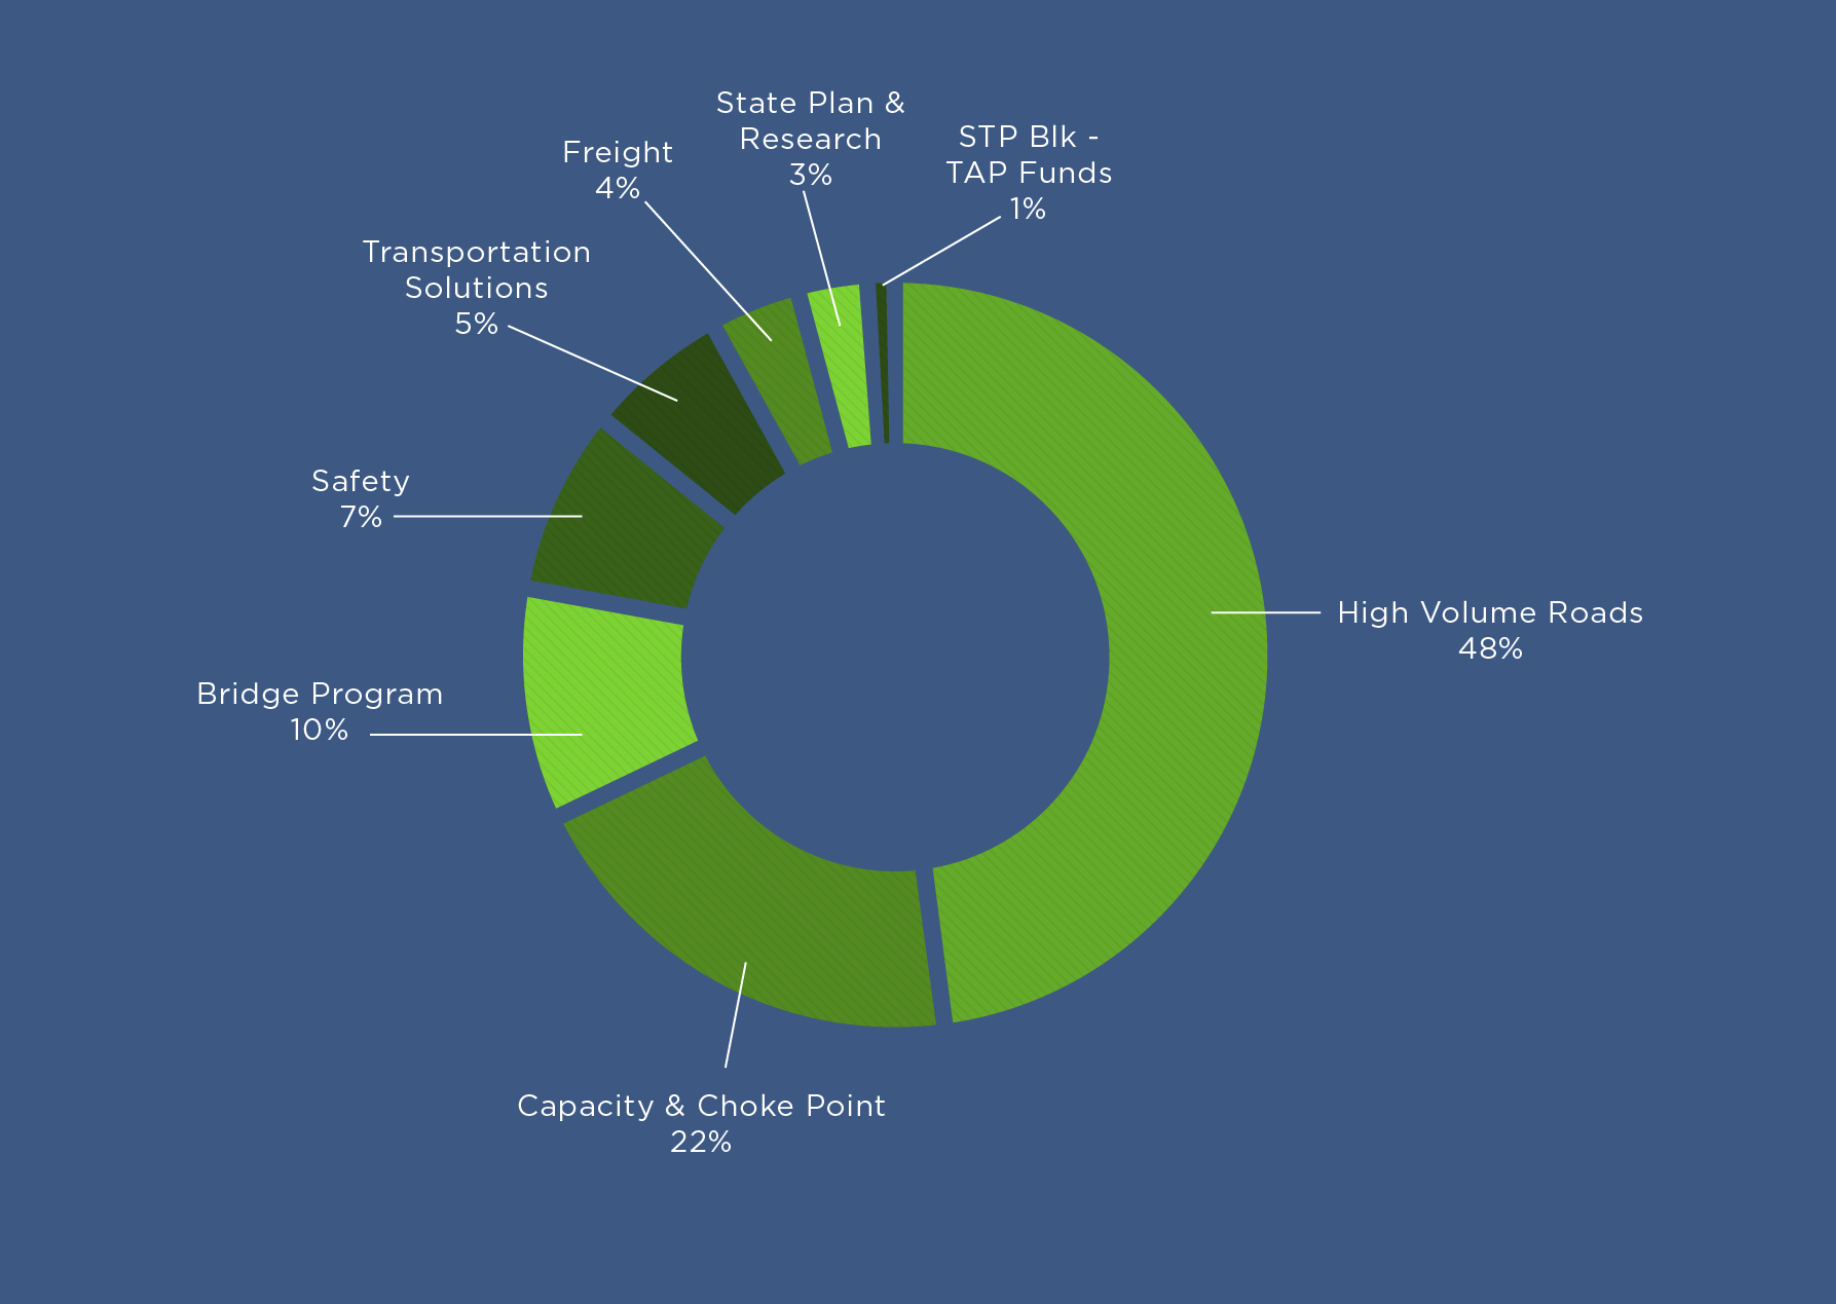 State Plan &
Research
3%
STP Blk -
TAP Funds
1%
Freight
4%
Transportation
Solutions
5%
Safety
7%
High Volume Roads
48%
Bridge Program
10%
Capacity & Choke Point
22%